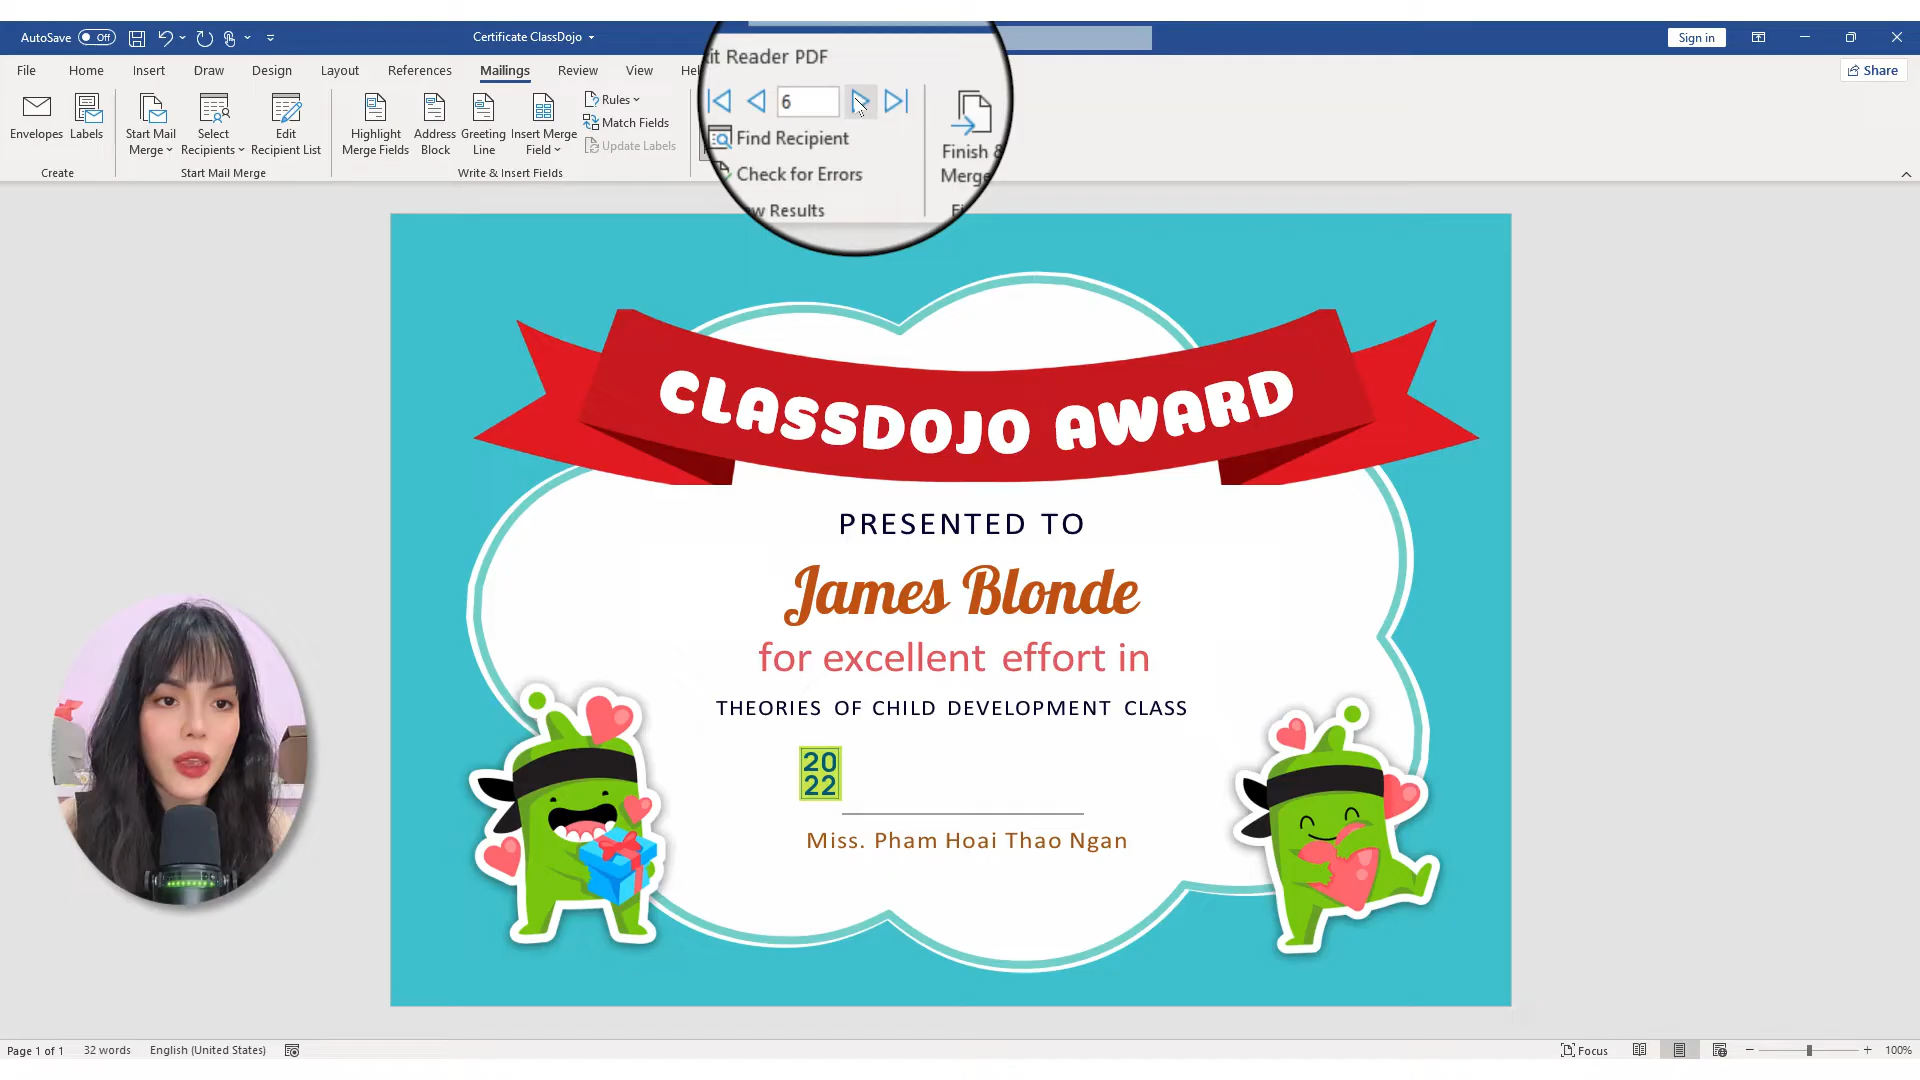 AutoSave Off
Certificate ClassDojo
Sign in
File Home Insert Draw Design Layout References Mailings Review View Hel
it Reader PDF
Share
Envelopes
Labels
Create
Start Mail Merge
Select Recipients
Edit Recipient List
Start Mail Merge
Highlight Merge Fields
Address Block
Greeting Line
Insert Merge Field
Rules
Match Fields
Update Labels
Write & Insert Fields
6
Find Recipient
Check for Errors
w Results
Finish &
Merge
Fi
CLASSDOJO AWARD
PRESENTED TO
James Blonde
for excellent effort in
THEORIES OF CHILD DEVELOPMENT CLASS
20
22
Miss. Pham Hoai Thao Ngan
Page 1 of 1 32 words English (United States)
Focus
100%